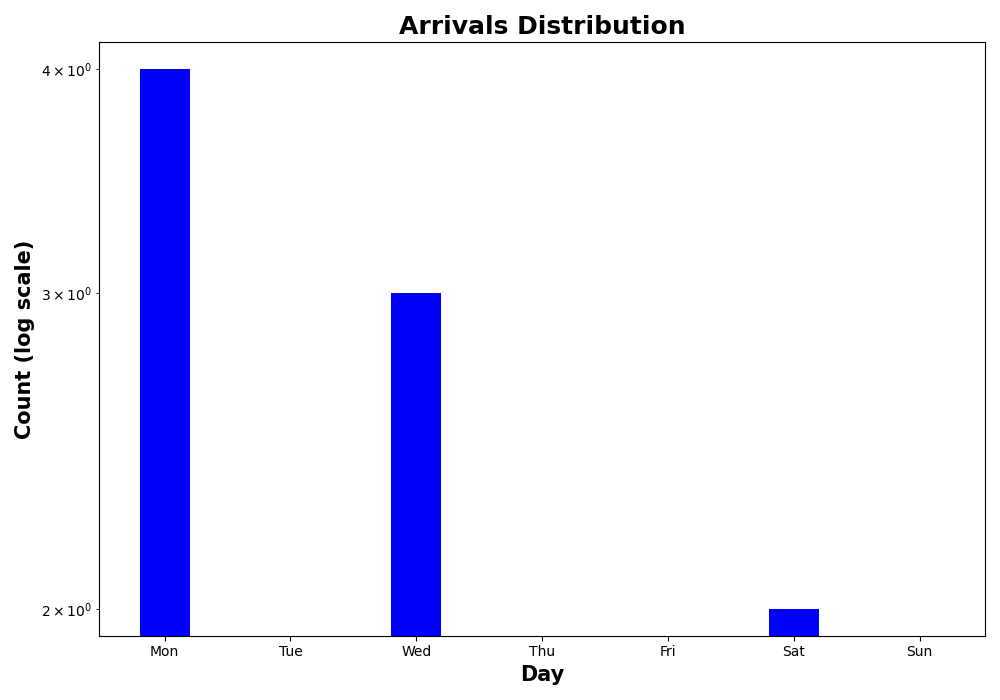 Arrivals Distribution
Count (log scale)
4 × 10⁰
3 × 10⁰
2 × 10⁰
Mon Tue Wed Thu Fri Sat Sun
Day